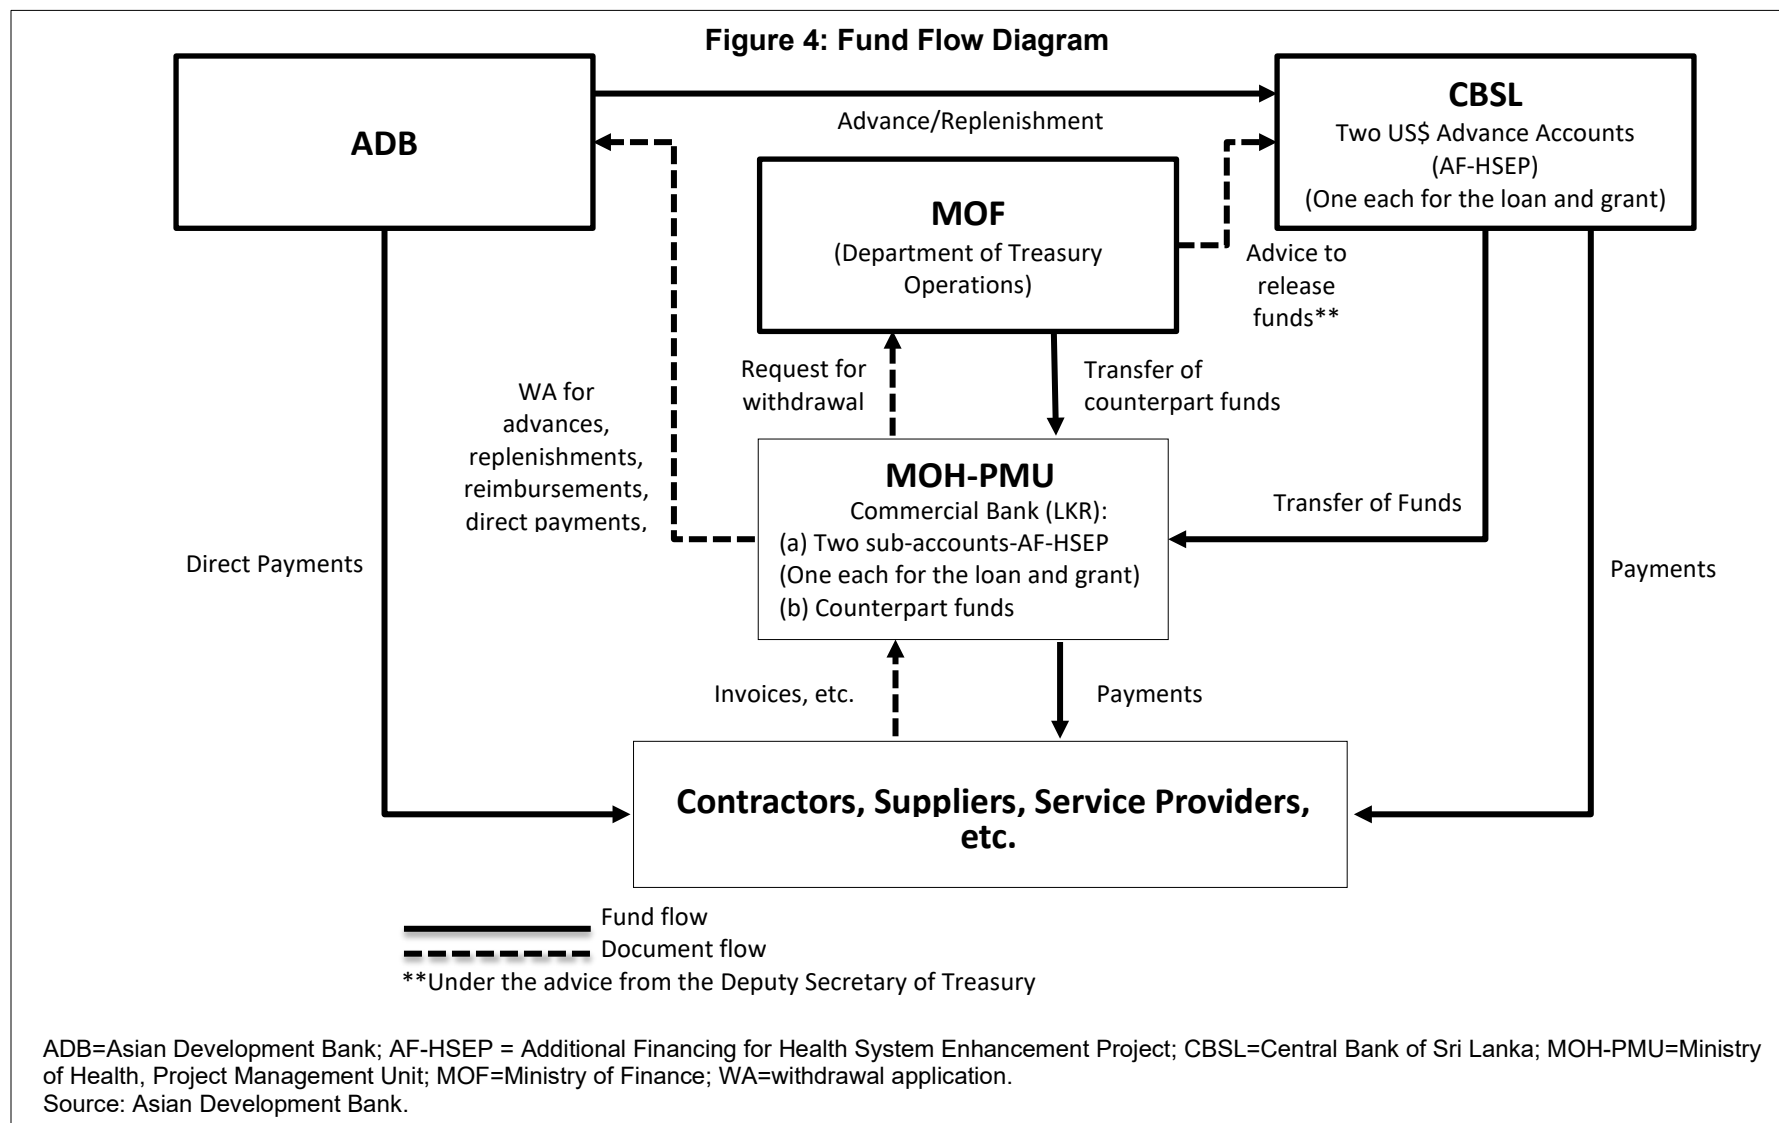 Figure 4: Fund Flow Diagram
ADB
Advance/Replenishment
CBSL
Two US$ Advance Accounts
(AF-HSEP)
(One each for the loan and grant)
MOF
(Department of Treasury
Operations)
Advice to
release
funds**
Request for
withdrawal
Transfer of
counterpart funds
WA for
advances,
replenishments,
reimbursements,
direct payments,
MOH-PMU
Commercial Bank (LKR):
(a) Two sub-accounts-AF-HSEP
(One each for the loan and grant)
(b) Counterpart funds
Transfer of Funds
Direct Payments
Payments
Invoices, etc.
Payments
Contractors, Suppliers, Service Providers,
etc.
Fund flow
Document flow
**Under the advice from the Deputy Secretary of Treasury
ADB=Asian Development Bank; AF-HSEP = Additional Financing for Health System Enhancement Project; CBSL=Central Bank of Sri Lanka; MOH-PMU=Ministry
of Health, Project Management Unit; MOF=Ministry of Finance; WA=withdrawal application.
Source: Asian Development Bank.